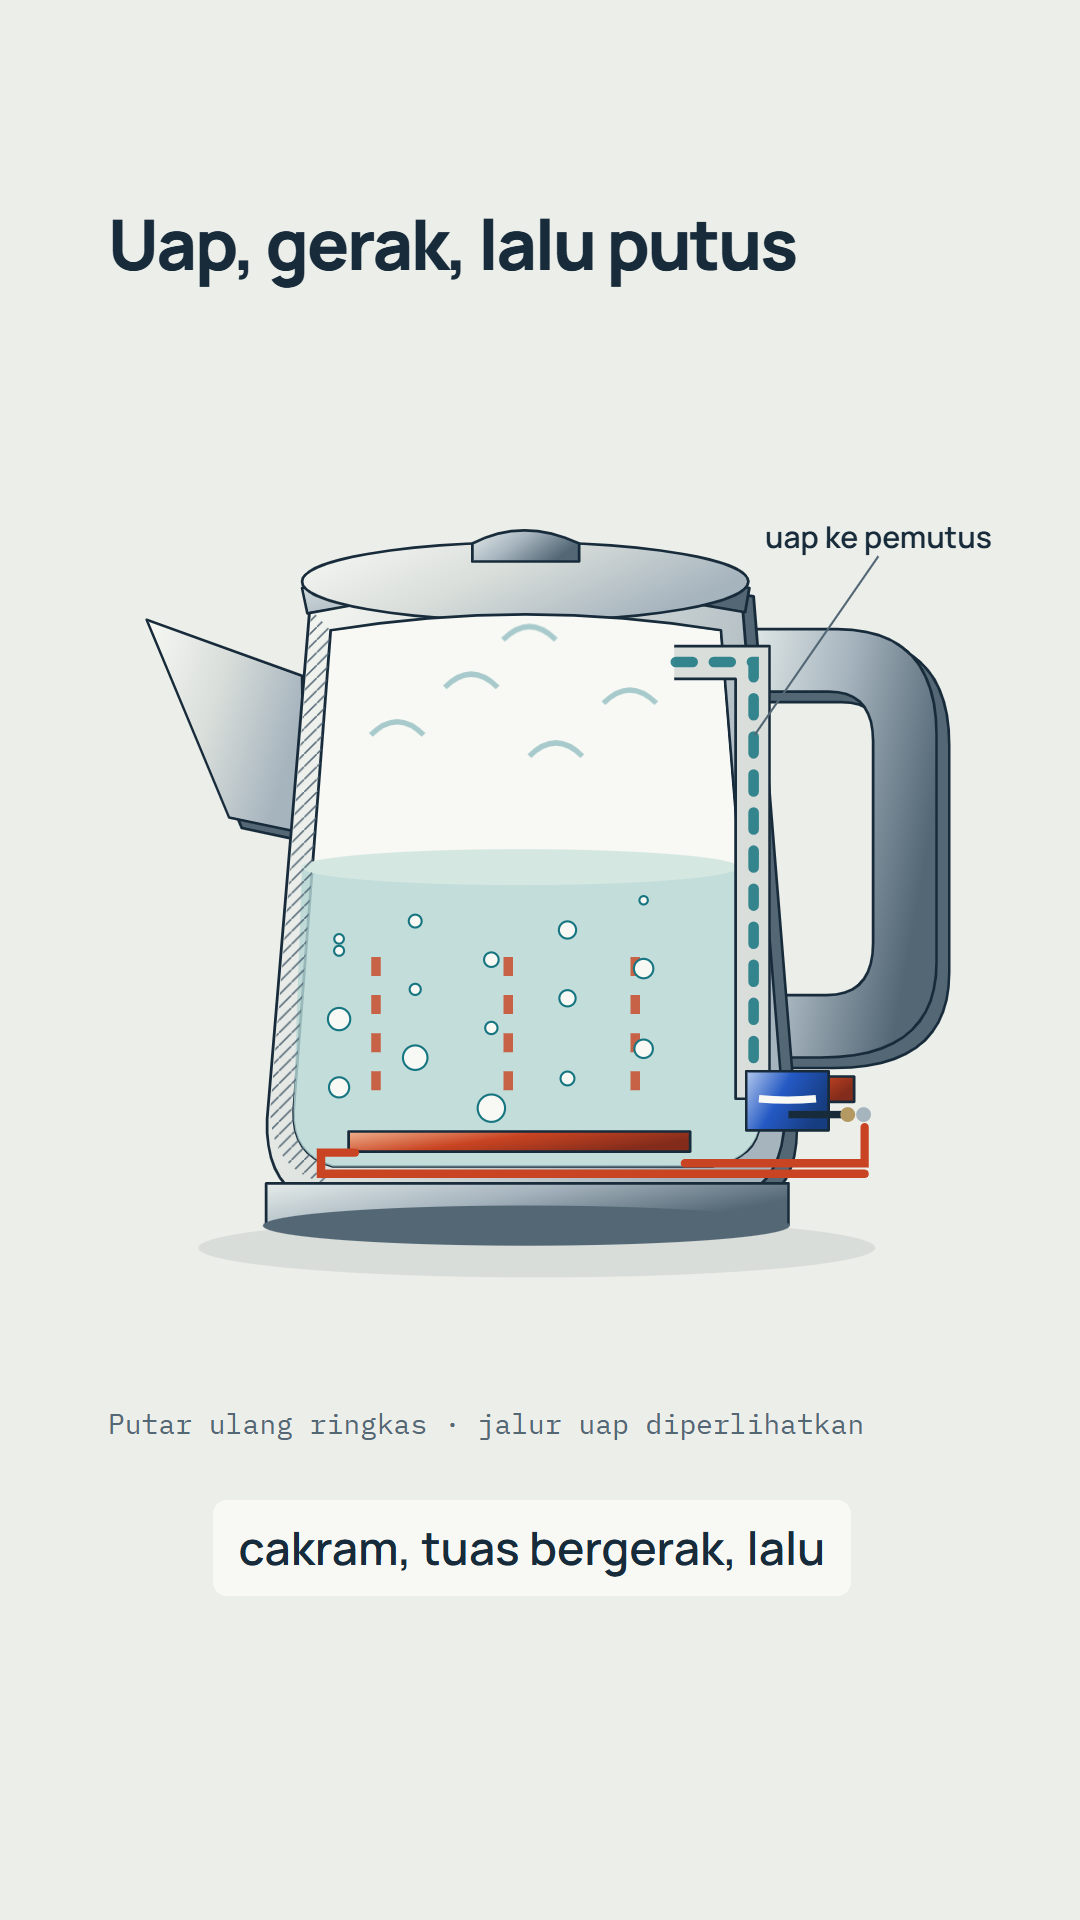 Uap, gerak, lalu putus
uap ke pemutus
Putar ulang ringkas · jalur uap diperlihatkan
cakram, tuas bergerak, lalu